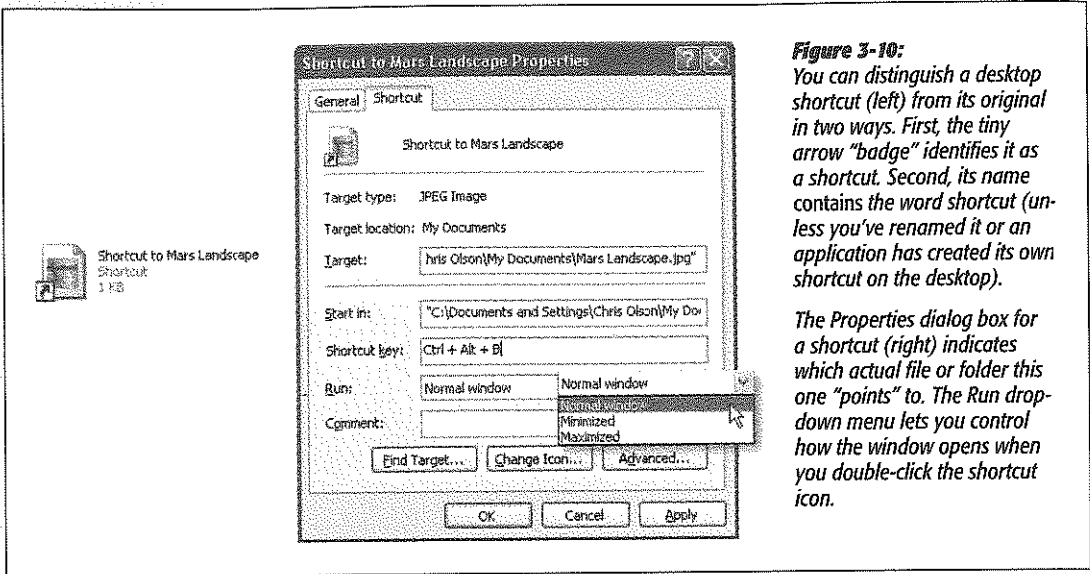 Shortcut to Mars Landscape
Shortcut
1 KB
Shortcut to Mars Landscape Properties
General Shortcut
Shortcut to Mars Landscape
Target type: JPEG Image
Target location: My Documents
Target: hris Olson\My Documents\Mars Landscape.jpg"
Start in: "C:\Documents and Settings\Chris Olson\My Do
Shortcut key: Ctrl + Alt + B
Run: Normal window Normal window
Normal window
Minimized
Comment: Maximized
Find Target... Change Icon... Advanced...
OK Cancel Apply
Figure 3-10:
You can distinguish a desktop
shortcut (left) from its original
in two ways. First, the tiny
arrow "badge" identifies it as
a shortcut. Second, its name
contains the word shortcut (un-
less you've renamed it or an
application has created its own
shortcut on the desktop).
The Properties dialog box for
a shortcut (right) indicates
which actual file or folder this
one "points" to. The Run drop-
down menu lets you control
how the window opens when
you double-click the shortcut
icon.